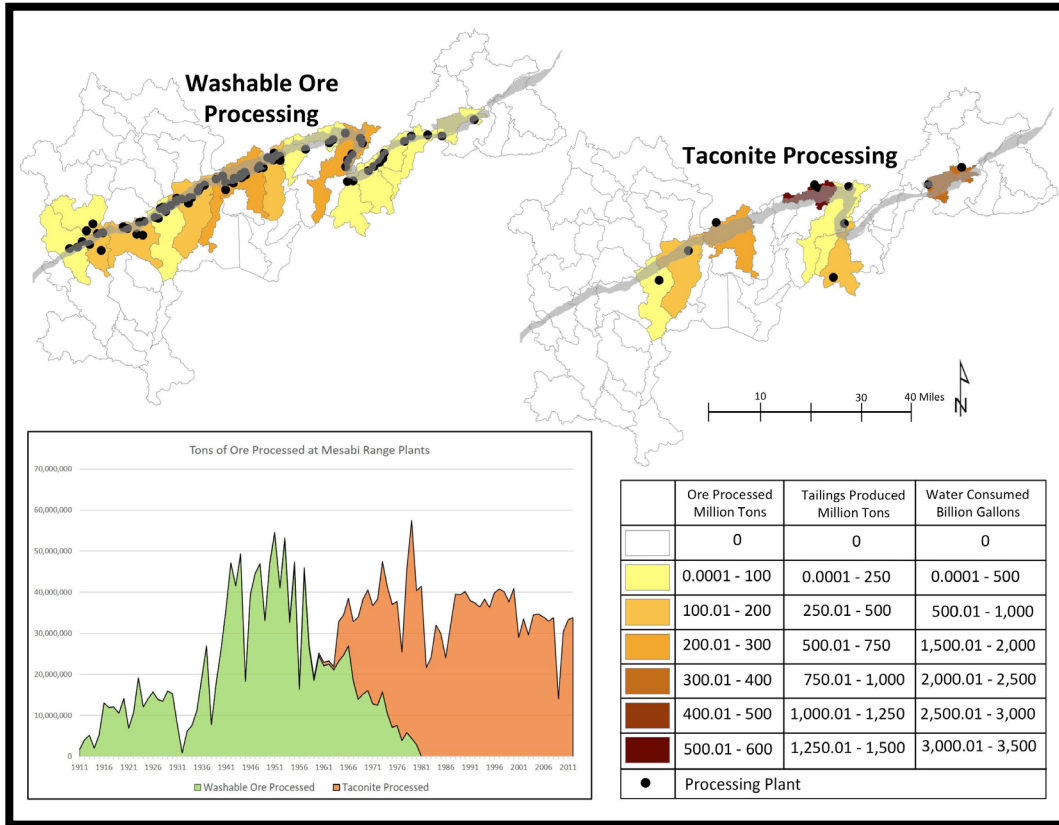 Washable Ore
Processing
Taconite Processing
10
30
40 Miles
N
Tons of Ore Processed at Mesabi Range Plants
70,000,000
60,000,000
50,000,000
40,000,000
30,000,000
20,000,000
10,000,000
0
1911 1916 1921 1926 1931 1936 1941 1946 1951 1956 1961 1966 1971 1976 1981 1986 1991 1996 2001 2006 2011
Washable Ore Processed Taconite Processed
Ore Processed Tailings Produced Water Consumed
Million Tons Million Tons Billion Gallons
0 0 0
0.0001 - 100 0.0001 - 250 0.0001 - 500
100.01 - 200 250.01 - 500 500.01 - 1,000
200.01 - 300 500.01 - 750 1,500.01 - 2,000
300.01 - 400 750.01 - 1,000 2,000.01 - 2,500
400.01 - 500 1,000.01 - 1,250 2,500.01 - 3,000
500.01 - 600 1,250.01 - 1,500 3,000.01 - 3,500
Processing Plant